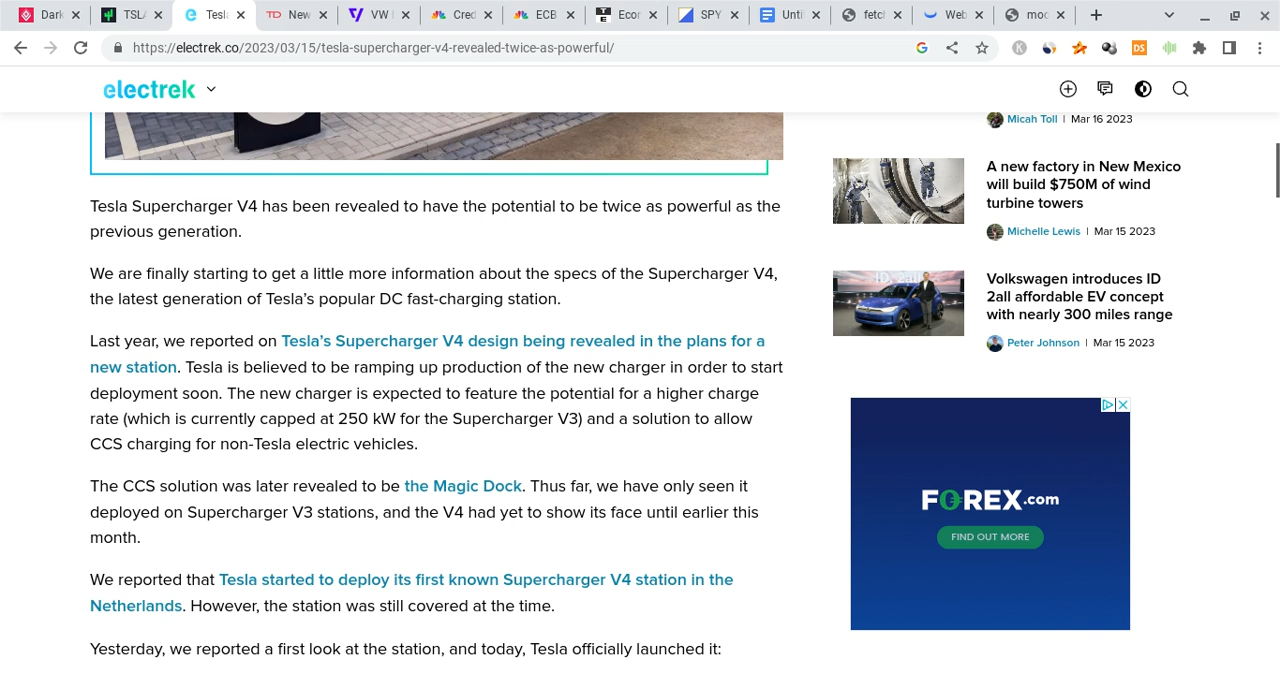 Dark
TSLA
Tesla
TD
New
VW
Cred
ECB
T E
Econ
SPY
Unti
fetch
Web
moc
https://electrek.co/2023/03/15/tesla-supercharger-v4-revealed-twice-as-powerful/
K
DS
electrek
Tesla Supercharger V4 has been revealed to have the potential to be twice as powerful as the
previous generation.
We are finally starting to get a little more information about the specs of the Supercharger V4,
the latest generation of Tesla’s popular DC fast-charging station.
Last year, we reported on Tesla’s Supercharger V4 design being revealed in the plans for a
new station. Tesla is believed to be ramping up production of the new charger in order to start
deployment soon. The new charger is expected to feature the potential for a higher charge
rate (which is currently capped at 250 kW for the Supercharger V3) and a solution to allow
CCS charging for non-Tesla electric vehicles.
The CCS solution was later revealed to be the Magic Dock. Thus far, we have only seen it
deployed on Supercharger V3 stations, and the V4 had yet to show its face until earlier this
month.
We reported that Tesla started to deploy its first known Supercharger V4 station in the
Netherlands. However, the station was still covered at the time.
Yesterday, we reported a first look at the station, and today, Tesla officially launched it:
Micah Toll | Mar 16 2023
A new factory in New Mexico
will build $750M of wind
turbine towers
Michelle Lewis | Mar 15 2023
Volkswagen introduces ID
2all affordable EV concept
with nearly 300 miles range
Peter Johnson | Mar 15 2023
FOREX.com
FIND OUT MORE